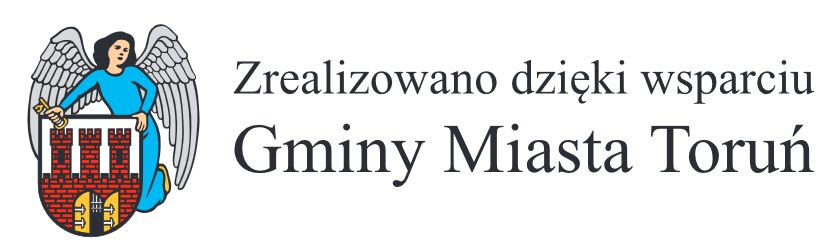 Zrealizowano dzięki wsparciu
Gminy Miasta Toruń